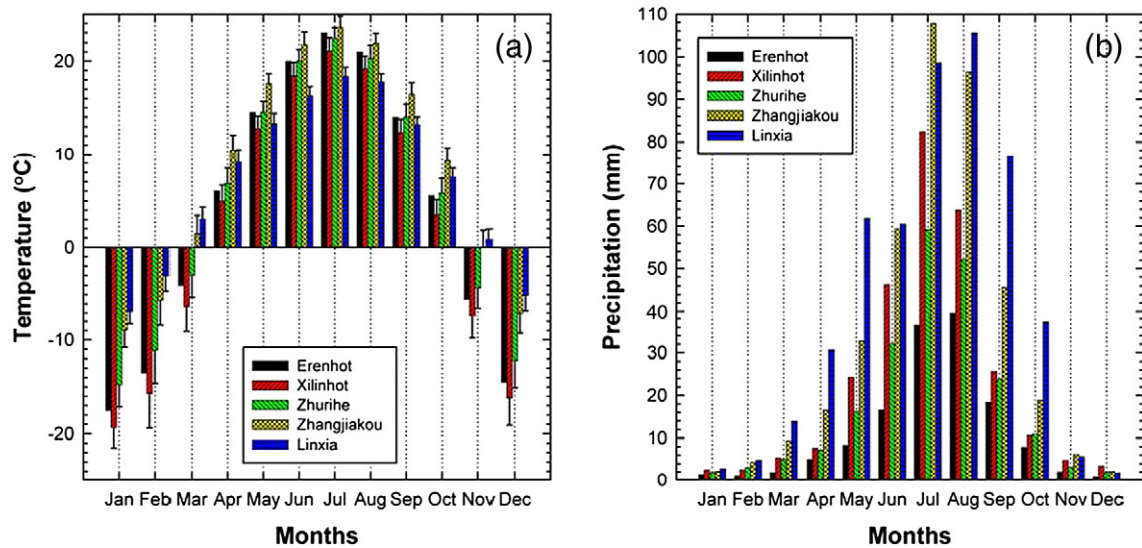 (a)
Temperature (°C)
20
10
0
-10
-20
Erenhot
Xilinhot
Zhurihe
Zhangjiakou
Linxia
Jan Feb Mar Apr May Jun Jul Aug Sep Oct Nov Dec
Months
(b)
Precipitation (mm)
110
100
90
80
70
60
50
40
30
20
10
0
Erenhot
Xilinhot
Zhurihe
Zhangjiakou
Linxia
Jan Feb Mar Apr May Jun Jul Aug Sep Oct Nov Dec
Months